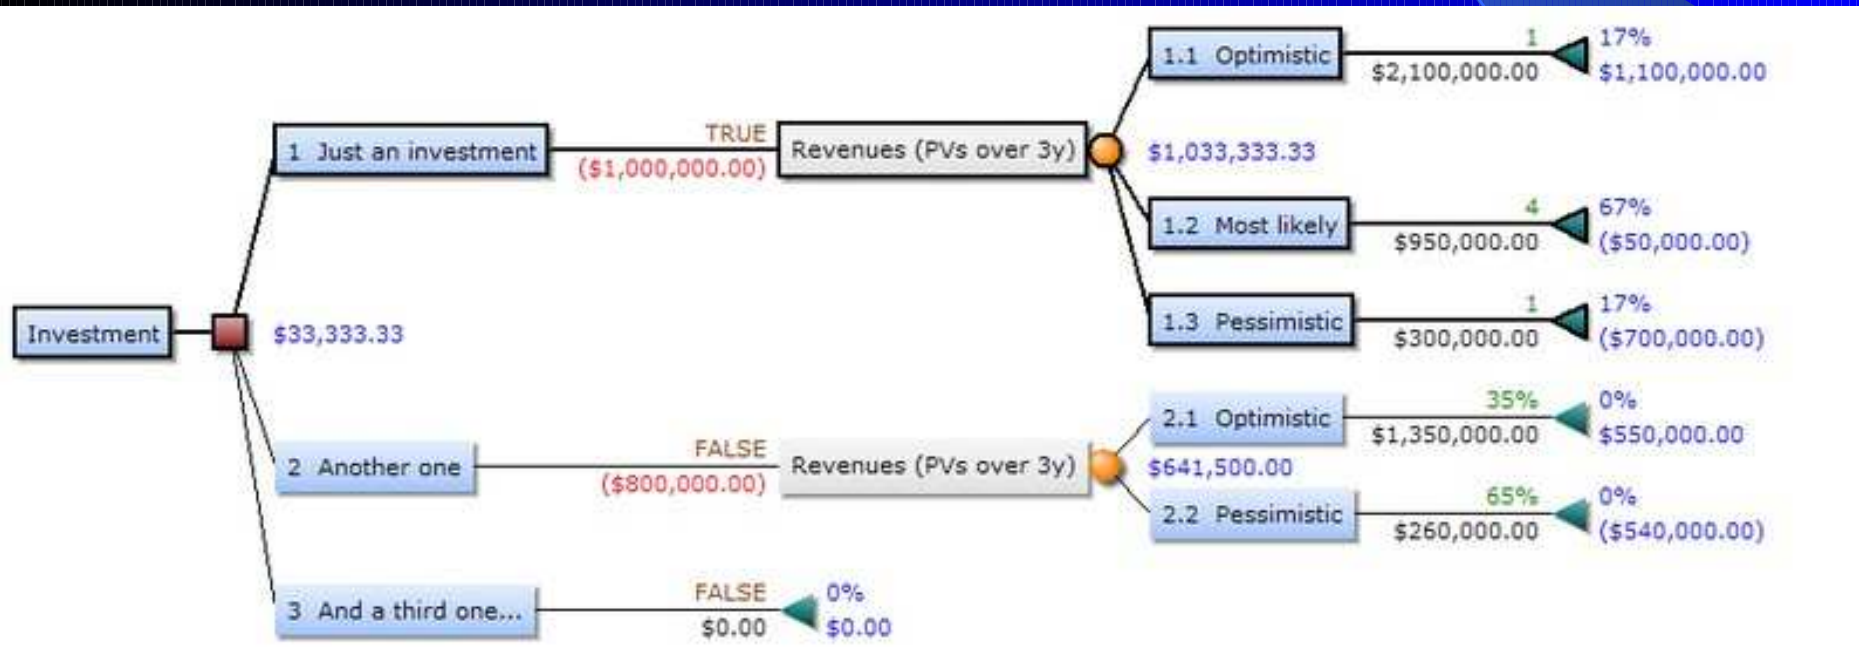 1
17%
1.1 Optimistic
$2,100,000.00
$1,100,000.00
TRUE
1 Just an investment
Revenues (PVs over 3y)
$1,033,333.33
($1,000,000.00)
4
67%
1.2 Most likely
$950,000.00
($50,000.00)
1
17%
1.3 Pessimistic
$300,000.00
($700,000.00)
Investment
$33,333.33
35%
0%
2.1 Optimistic
$1,350,000.00
$550,000.00
FALSE
2 Another one
Revenues (PVs over 3y)
$641,500.00
($800,000.00)
65%
0%
2.2 Pessimistic
$260,000.00
($540,000.00)
FALSE
0%
3 And a third one...
$0.00
$0.00